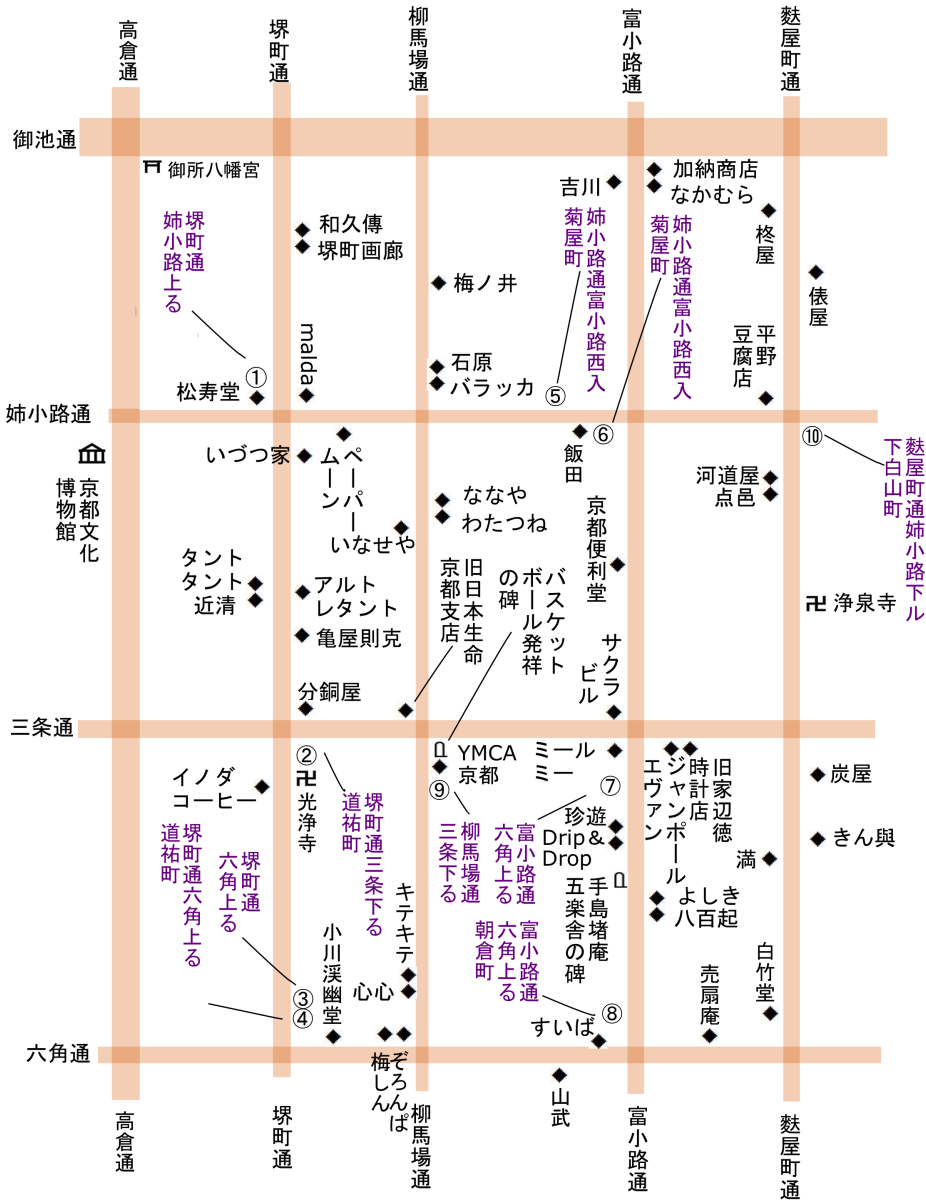 高倉通
堺町通
柳馬場通
富小路通
麩屋町通
御池通
御所八幡宮
吉川
加納商店
なかむら
柊屋
俵屋
堺町通
姉小路上る
和久傳
堺町画廊
梅ノ井
姉小路通富小路西入
菊屋町
姉小路通富小路西入
菊屋町
平野
豆腐店
malda
石原
バラッカ
①
松寿堂
⑤
姉小路通
⑥
⑩
飯田
いづつ家
ペーパー
ムーン
京都文化
博物館
河道屋
点邑
麩屋町通姉小路下ル
下白山町
ななや
わたつね
いなせや
京都便利堂
タント
タント
近清
アルト
レタント
亀屋則克
旧日本生命
京都支店
バスケット
ボール発祥
の碑
浄泉寺
サクラ
ビル
分銅屋
三条通
②
光浄寺
YMCA
京都
⑨
ミール
ミー
⑦
旧家辺徳
時計店
ジャンポール
エヴァン
炭屋
イノダ
コーヒー
堺町通三条下る
道祐町
柳馬場通
三条下る
富小路通
六角上る
珍遊
Drip&
Drop
満
きん與
堺町通六角上る
道祐町
堺町通
六角上る
手島堵庵
五楽舎の碑
よしき
八百起
キテキテ
心心
小川渓幽堂
富小路通
六角上る
朝倉町
白竹堂
売扇庵
③
④
⑧
すいば
六角通
ぞろんぱ
梅しん
山武
高倉通
堺町通
柳馬場通
富小路通
麩屋町通